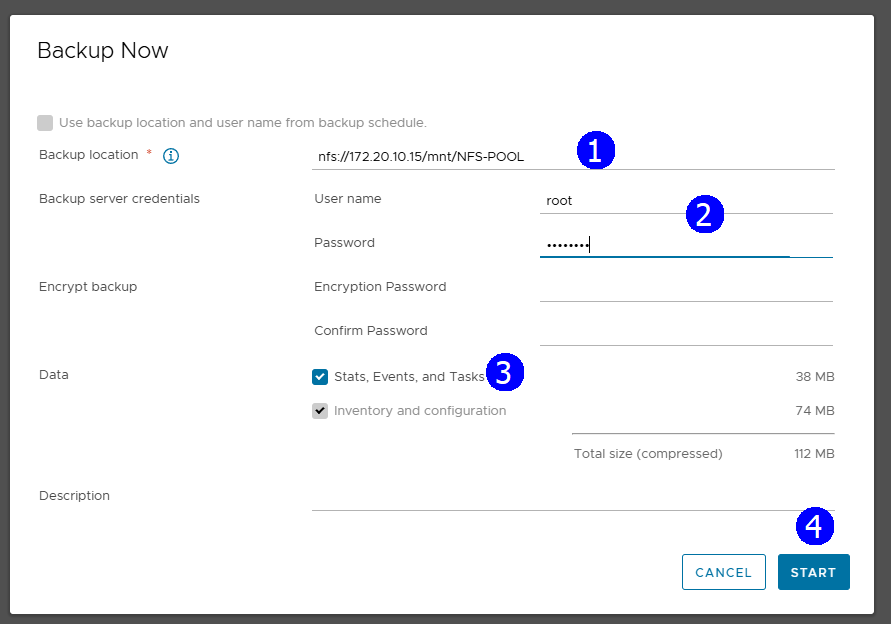 Backup Now
Use backup location and user name from backup schedule.
Backup location * i nfs://172.20.10.15/mnt/NFS-POOL 1
Backup server credentials User name root 2
Password ••••••••
Encrypt backup Encryption Password
Confirm Password
Data Stats, Events, and Tasks 3 38 MB
Inventory and configuration 74 MB
Total size (compressed) 112 MB
Description
4
CANCEL START